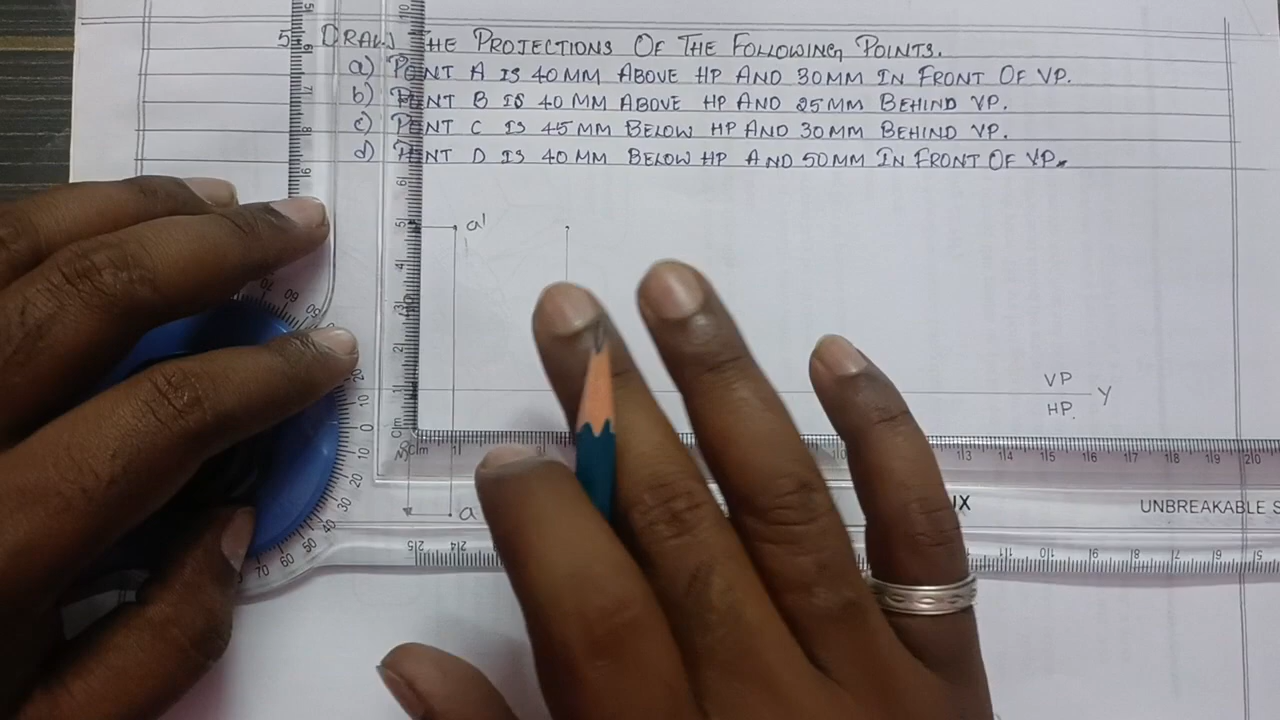 5. DRAW THE PROJECTIONS OF THE FOLLOWING POINTS.
a) POINT A IS 40 MM ABOVE HP AND 30 MM IN FRONT OF VP.
b) POINT B IS 40 MM ABOVE HP AND 25 MM BEHIND VP.
c) POINT C IS 45 MM BELOW HP AND 30 MM BEHIND VP.
d) POINT D IS 40 MM BELOW HP AND 50 MM IN FRONT OF VP.
a'
VP
HP.
Y
a
UNBREAKABLE